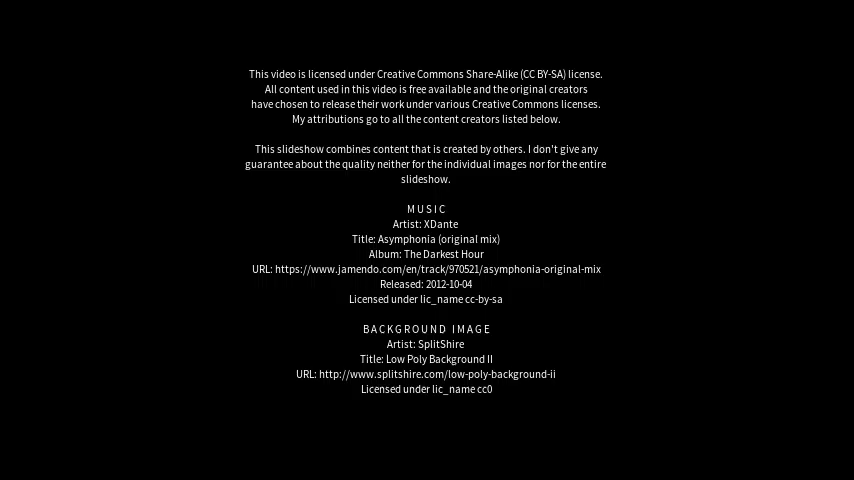 This video is licensed under Creative Commons Share-Alike (CC BY-SA) license.
All content used in this video is free available and the original creators
have chosen to release their work under various Creative Commons licenses.
My attributions go to all the content creators listed below.
This slideshow combines content that is created by others. I don't give any
guarantee about the quality neither for the individual images nor for the entire
slideshow.
MUSIC
Artist: XDante
Title: Asymphonia (original mix)
Album: The Darkest Hour
URL: https://www.jamendo.com/en/track/970521/asymphonia-original-mix
Released: 2012-10-04
Licensed under lic_name cc-by-sa
BACKGROUND IMAGE
Artist: SplitShire
Title: Low Poly Background II
URL: http://www.splitshire.com/low-poly-background-ii
Licensed under lic_name cc0